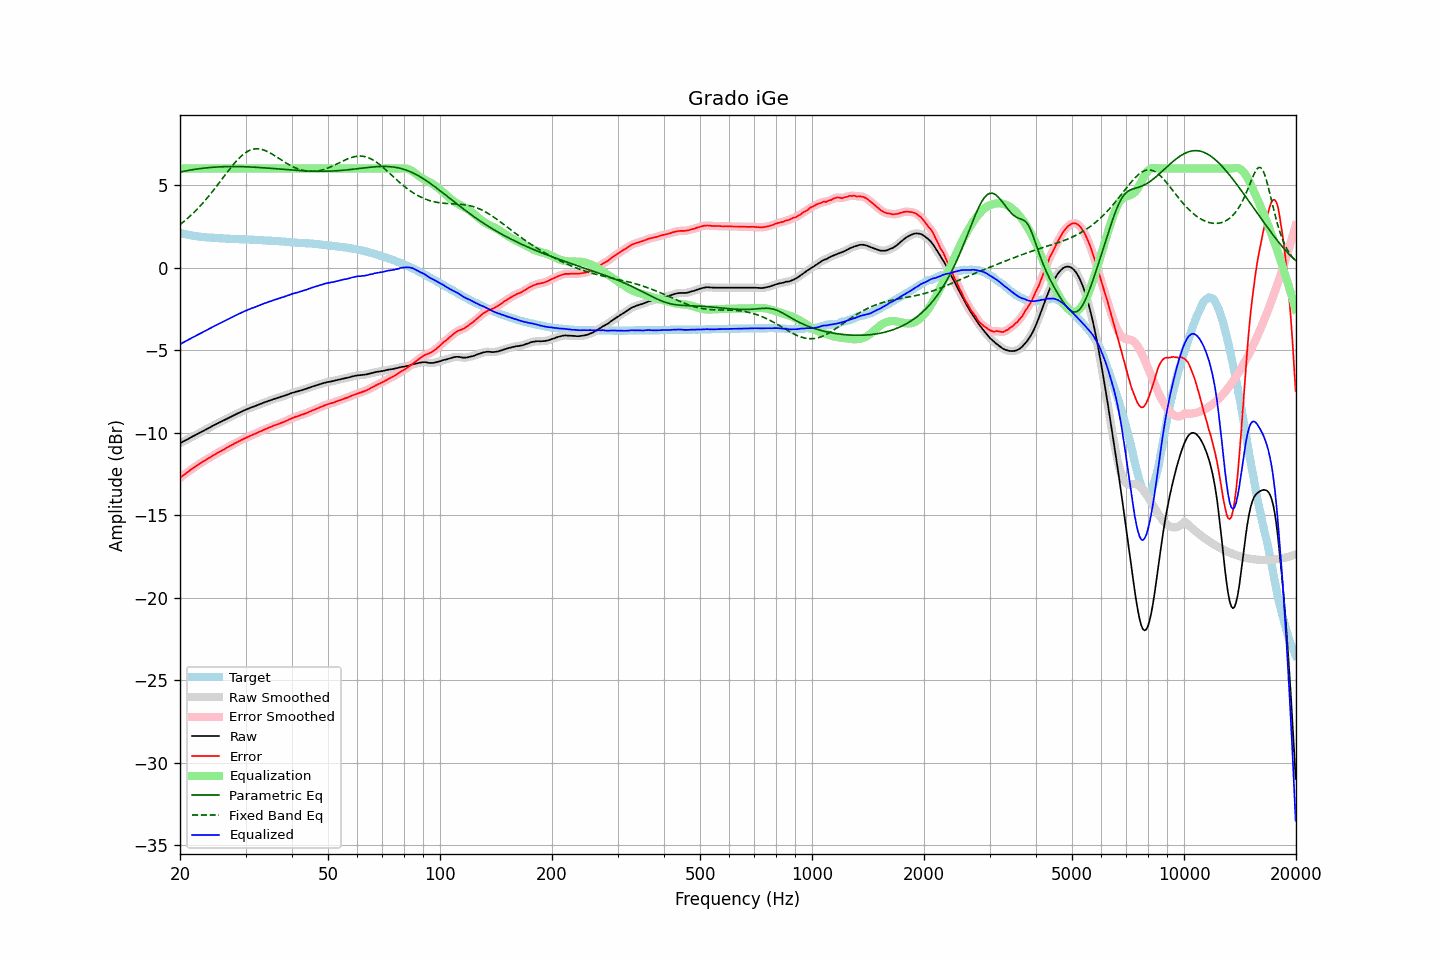 Grado iGe
Amplitude (dBr)
5
0
−5
−10
−15
−20
−25
−30
−35
Target
Raw Smoothed
Error Smoothed
Raw
Error
Equalization
Parametric Eq
Fixed Band Eq
Equalized
20 50 100 200 500 1000 2000 5000 10000 20000
Frequency (Hz)